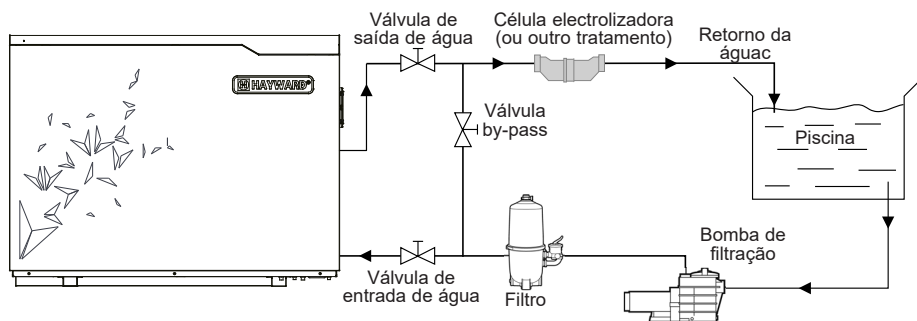 Válvula de
saída de água
Célula electrolizadora
(ou outro tratamento)
Retorno da
águac
HAYWARD®
Válvula
by-pass
Piscina
Válvula de
entrada de água
Filtro
Bomba de
filtração